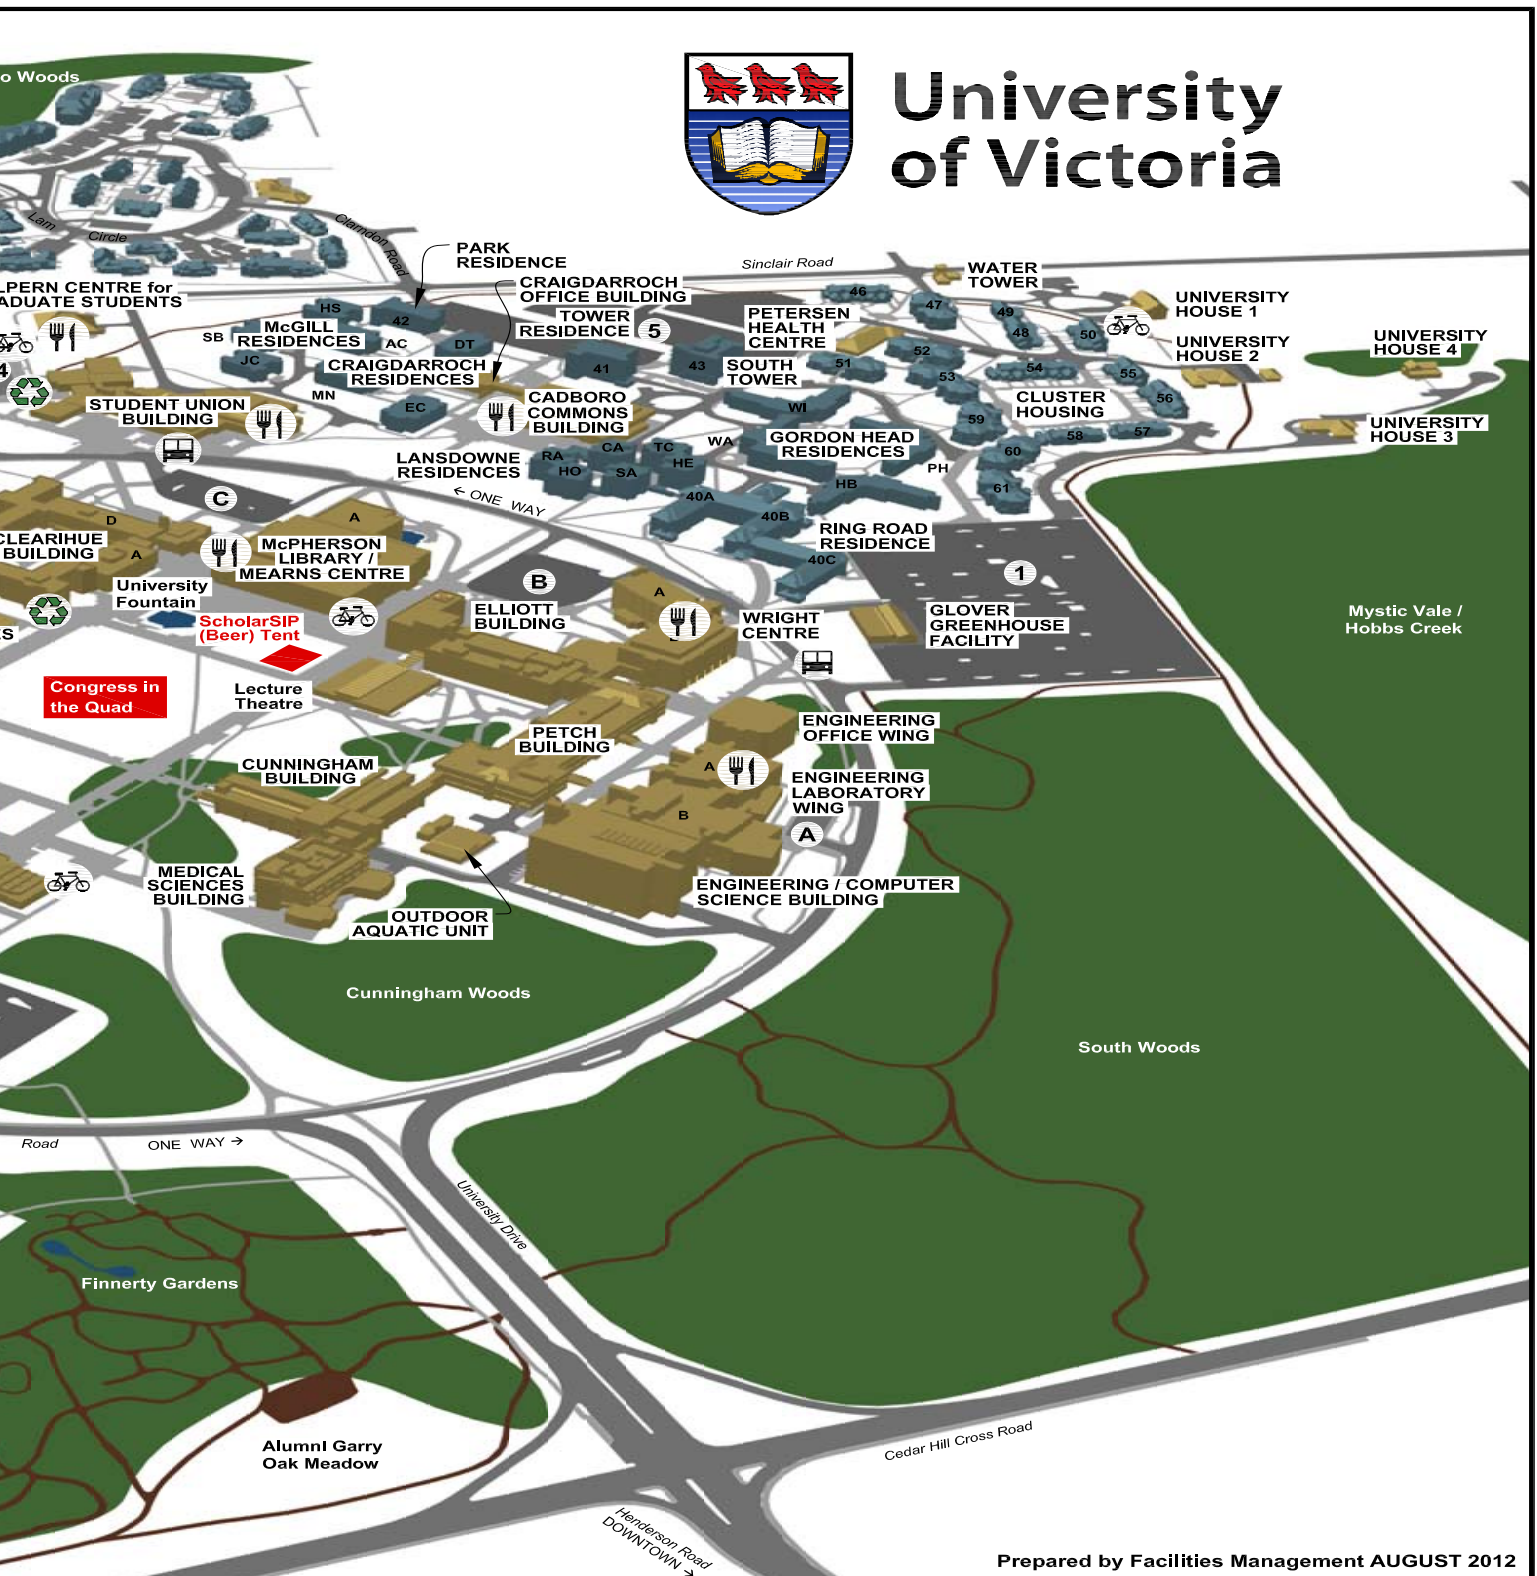 University
of Victoria
o Woods
Lam
Circle
Clarndon Road
PARK
RESIDENCE
Sinclair Road
WATER
TOWER
CRAIGDARROCH
OFFICE BUILDING
LPERN CENTRE for
ADUATE STUDENTS
UNIVERSITY
HOUSE 1
46
47
49
48
50
HS
42
TOWER
RESIDENCE
5
PETERSEN
HEALTH
CENTRE
SB
McGILL
RESIDENCES
AC
DT
UNIVERSITY
HOUSE 2
UNIVERSITY
HOUSE 4
JC
4
CRAIGDARROCH
RESIDENCES
41
43
SOUTH
TOWER
51
52
53
54
55
56
MN
EC
STUDENT UNION
BUILDING
CADBORO
COMMONS
BUILDING
WI
CLUSTER
HOUSING
59
58
57
UNIVERSITY
HOUSE 3
LANSDOWNE
RESIDENCES
RA
CA
TC
WA
HO
SA
HE
GORDON HEAD
RESIDENCES
PH
60
61
C
← ONE WAY
40A
HB
40B
40C
RING ROAD
RESIDENCE
D
A
CLEARIHUE
BUILDING
A
McPHERSON
LIBRARY /
MEARNS CENTRE
B
1
University
Fountain
ES
ScholarSIP
(Beer) Tent
ELLIOTT
BUILDING
A
WRIGHT
CENTRE
GLOVER
GREENHOUSE
FACILITY
Mystic Vale /
Hobbs Creek
Congress in
the Quad
Lecture
Theatre
PETCH
BUILDING
ENGINEERING
OFFICE WING
CUNNINGHAM
BUILDING
A
ENGINEERING
LABORATORY
WING
B
A
MEDICAL
SCIENCES
BUILDING
ENGINEERING / COMPUTER
SCIENCE BUILDING
OUTDOOR
AQUATIC UNIT
Cunningham Woods
South Woods
Road
ONE WAY →
University Drive
Finnerty Gardens
AlumnI Garry
Oak Meadow
Cedar Hill Cross Road
Henderson Road
DOWNTOWN →
Prepared by Facilities Management AUGUST 2012